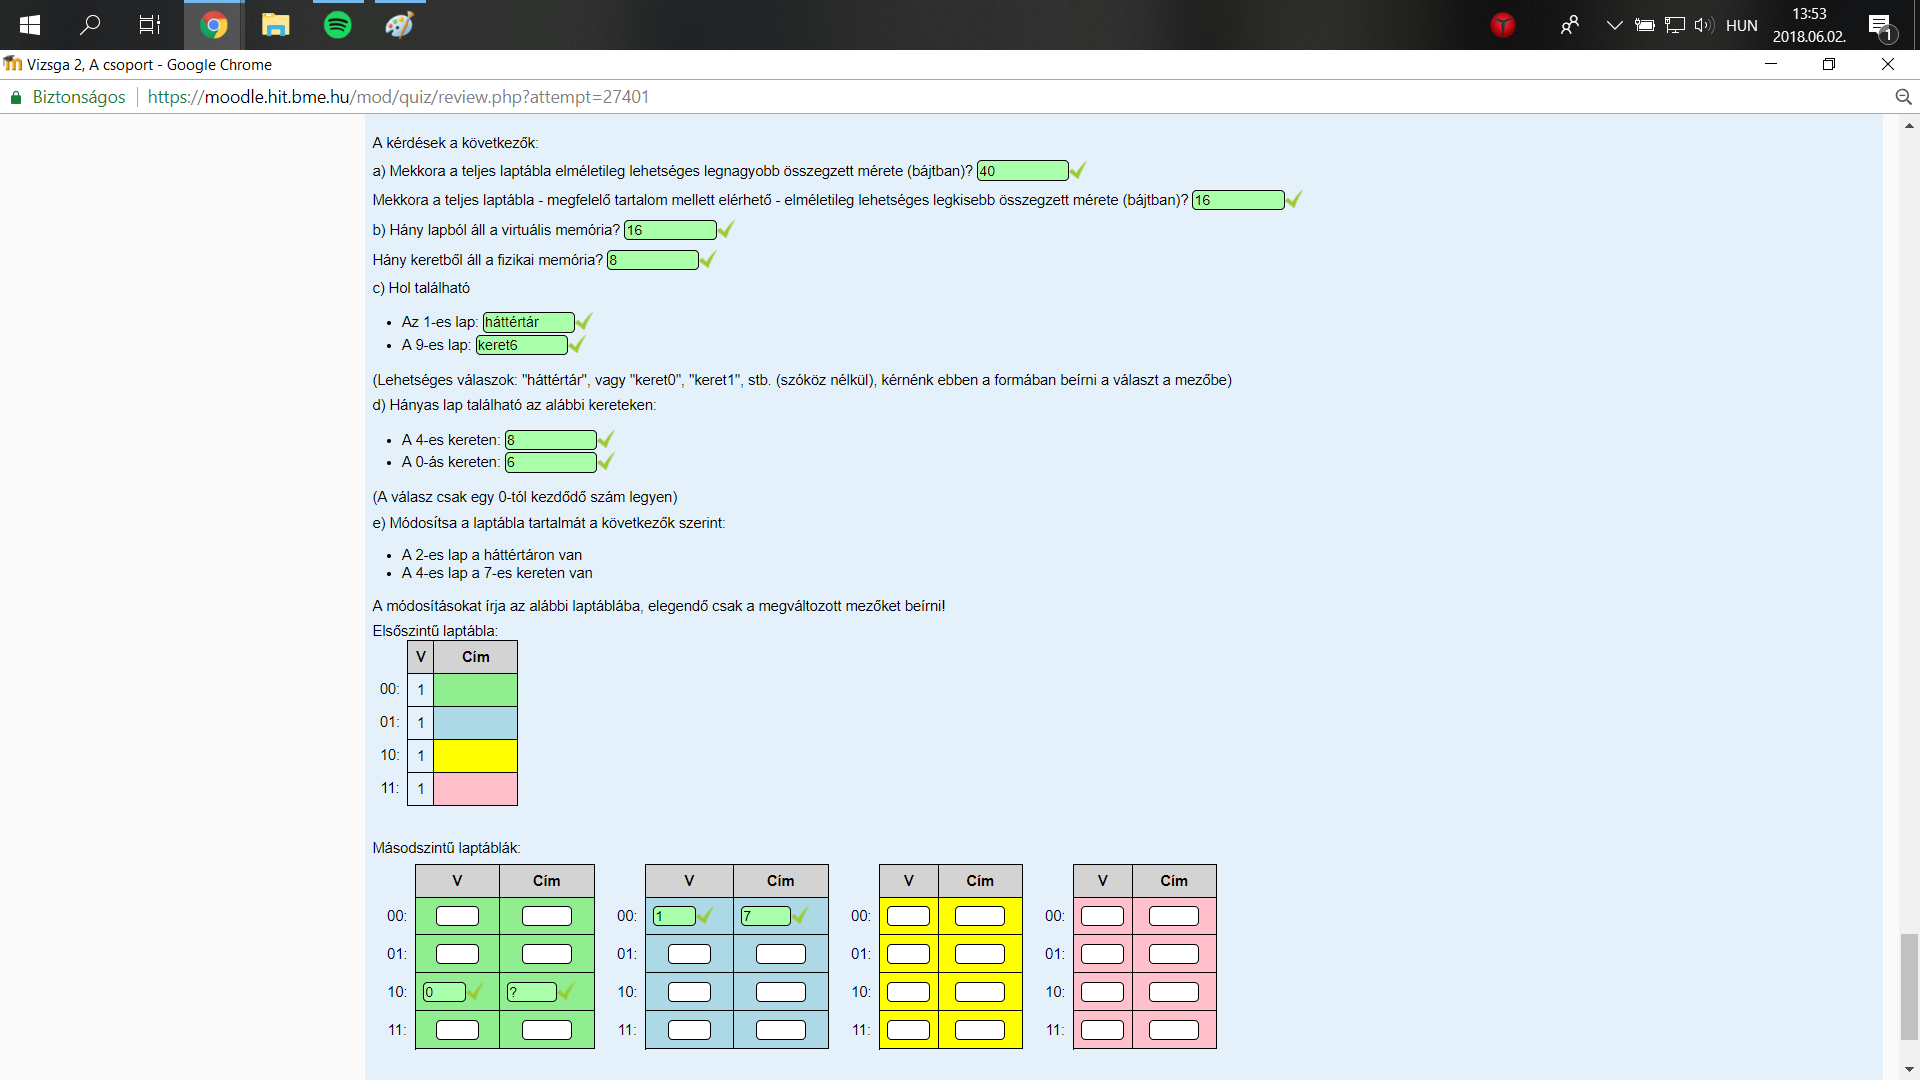 HUN
13:53
2018.06.02.
1
Vizsga 2, A csoport - Google Chrome
Biztonságos https://moodle.hit.bme.hu/mod/quiz/review.php?attempt=27401
A kérdések a következők:
a) Mekkora a teljes laptábla elméletileg lehetséges legnagyobb összegzett mérete (bájtban)? 40
Mekkora a teljes laptábla - megfelelő tartalom mellett elérhető - elméletileg lehetséges legkisebb összegzett mérete (bájtban)? 16
b) Hány lapból áll a virtuális memória? 16
Hány keretből áll a fizikai memória? 8
c) Hol található
• Az 1-es lap: háttértár
• A 9-es lap: keret6
(Lehetséges válaszok: "háttértár", vagy "keret0", "keret1", stb. (szóköz nélkül), kérnénk ebben a formában beírni a választ a mezőbe)
d) Hányas lap található az alábbi kereteken:
• A 4-es kereten: 8
• A 0-ás kereten: 6
(A válasz csak egy 0-tól kezdődő szám legyen)
e) Módosítsa a laptábla tartalmát a következők szerint:
• A 2-es lap a háttértáron van
• A 4-es lap a 7-es kereten van
A módosításokat írja az alábbi laptáblába, elegendő csak a megváltozott mezőket beírni!
Elsőszintű laptábla:
V Cím
00: 1
01: 1
10: 1
11: 1
Másodszintű laptáblák:
V Cím V Cím V Cím V Cím
00: 00: 1 7 00: 00:
01: 01: 01: 01:
10: 0 ? 10: 10: 10:
11: 11: 11: 11: